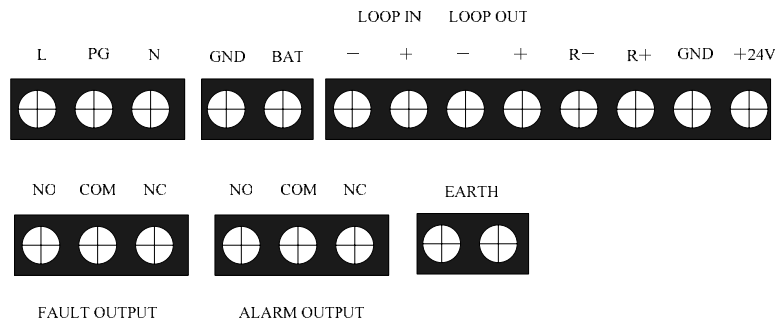 LOOP IN LOOP OUT
L PG N GND BAT − + − + R− R+ GND +24V
NO COM NC NO COM NC EARTH
FAULT OUTPUT ALARM OUTPUT